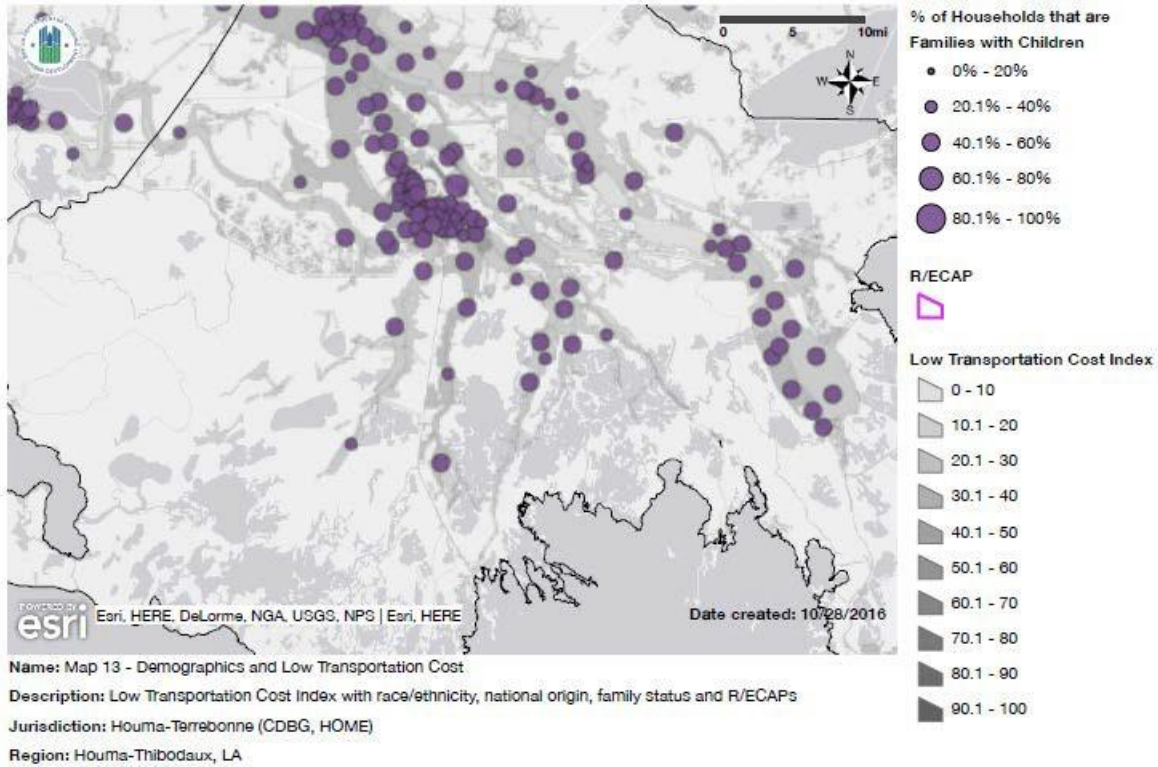 0 5 10mi
N
W E
S
POWERED BY
esri
Esri, HERE, DeLorme, NGA, USGS, NPS | Esri, HERE
Date created: 10/28/2016
% of Households that are
Families with Children
0% - 20%
20.1% - 40%
40.1% - 60%
60.1% - 80%
80.1% - 100%
R/ECAP
Low Transportation Cost Index
0 - 10
10.1 - 20
20.1 - 30
30.1 - 40
40.1 - 50
50.1 - 60
60.1 - 70
70.1 - 80
80.1 - 90
90.1 - 100
Name: Map 13 - Demographics and Low Transportation Cost
Description: Low Transportation Cost Index with race/ethnicity, national origin, family status and R/ECAPs
Jurisdiction: Houma-Terrebonne (CDBG, HOME)
Region: Houma-Thibodaux, LA